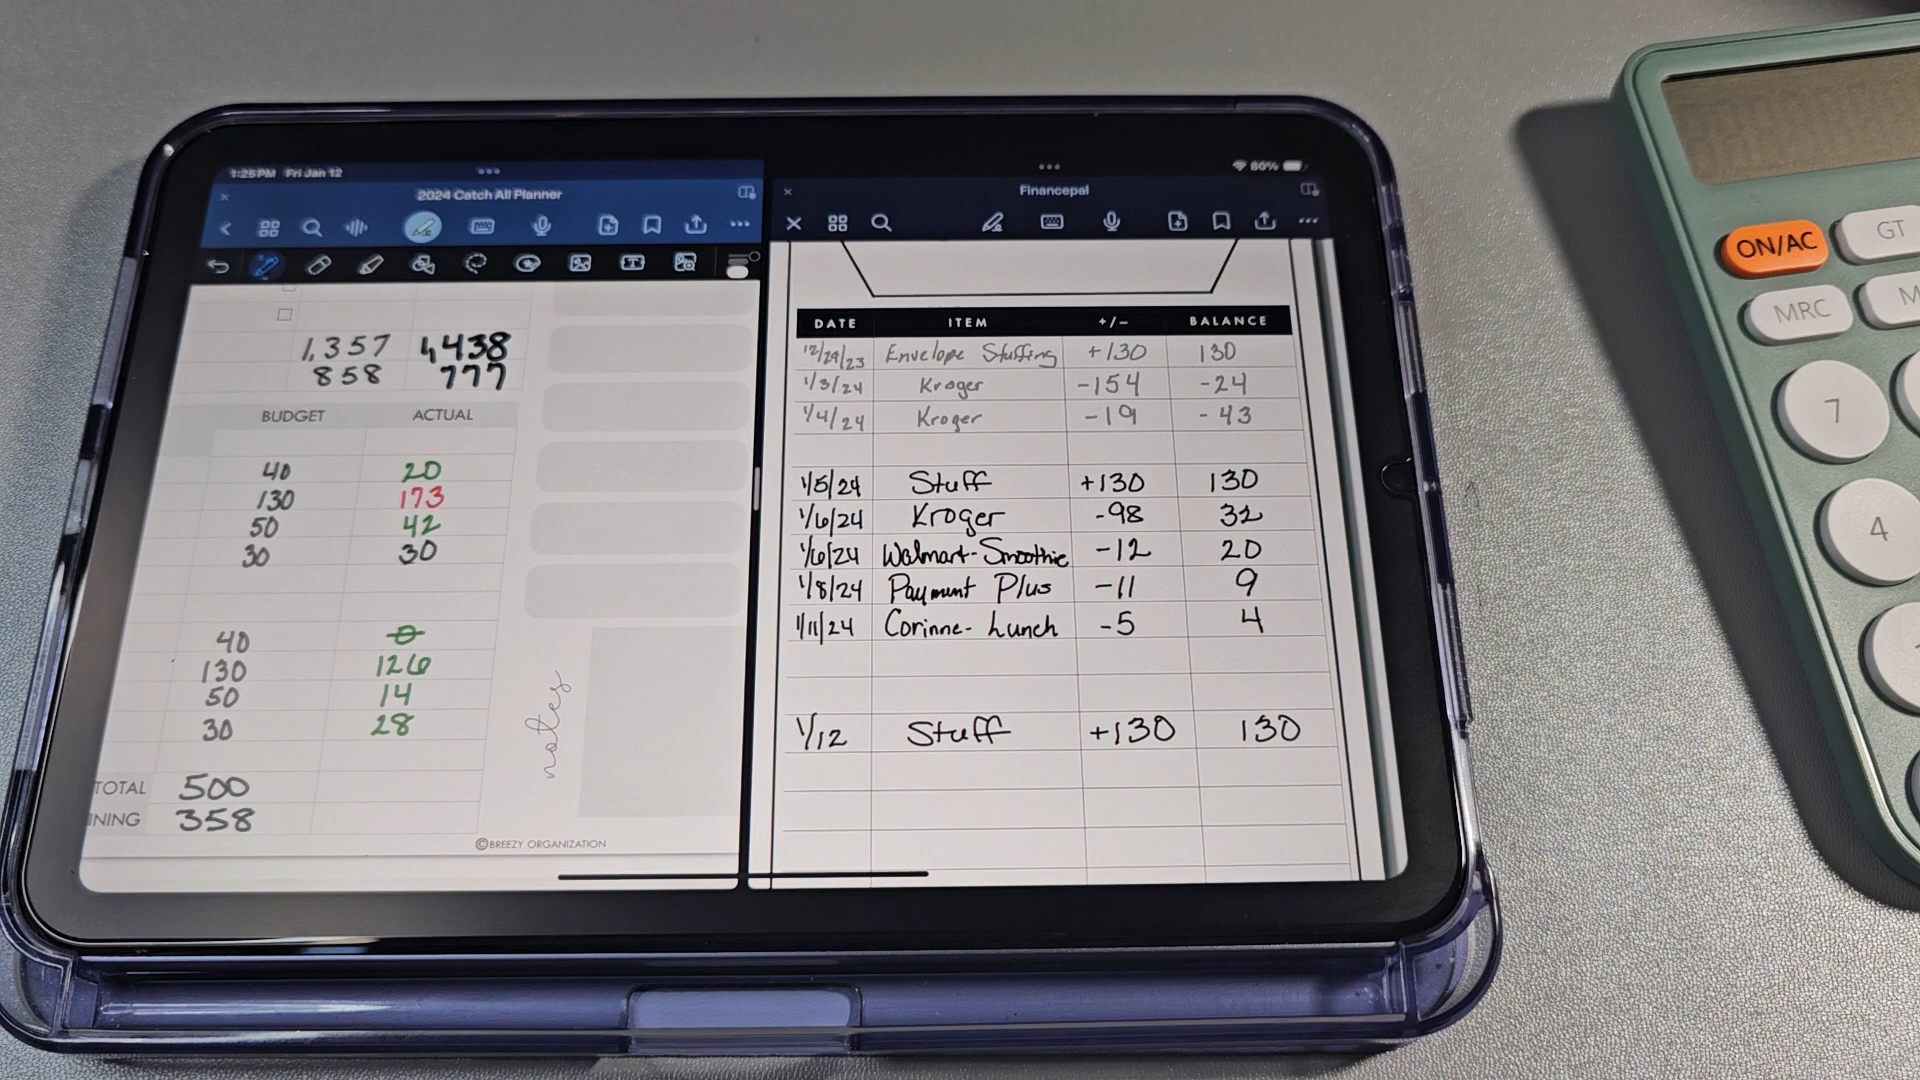 1:25 PM Fri Jan 12
80%
2024 Catch All Planner
1,357 1,438
858 777
BUDGET ACTUAL
40 20
130 173
50 42
30 30
40 0
130 126
50 14
30 28
TOTAL 500
INING 358
notes
©BREEZY ORGANIZATION
Financepal
DATE ITEM +/- BALANCE
12/29/23 Envelope Stuffing +130 130
1/3/24 Kroger -154 -24
1/4/24 Kroger -19 -43
1/5/24 Stuff +130 130
1/6/24 Kroger -98 32
1/6/24 Walmart-Smoothie -12 20
1/8/24 Payment Plus -11 9
1/11/24 Corinne- Lunch -5 4
1/12 Stuff +130 130
ON/AC GT
MRC M
7
4